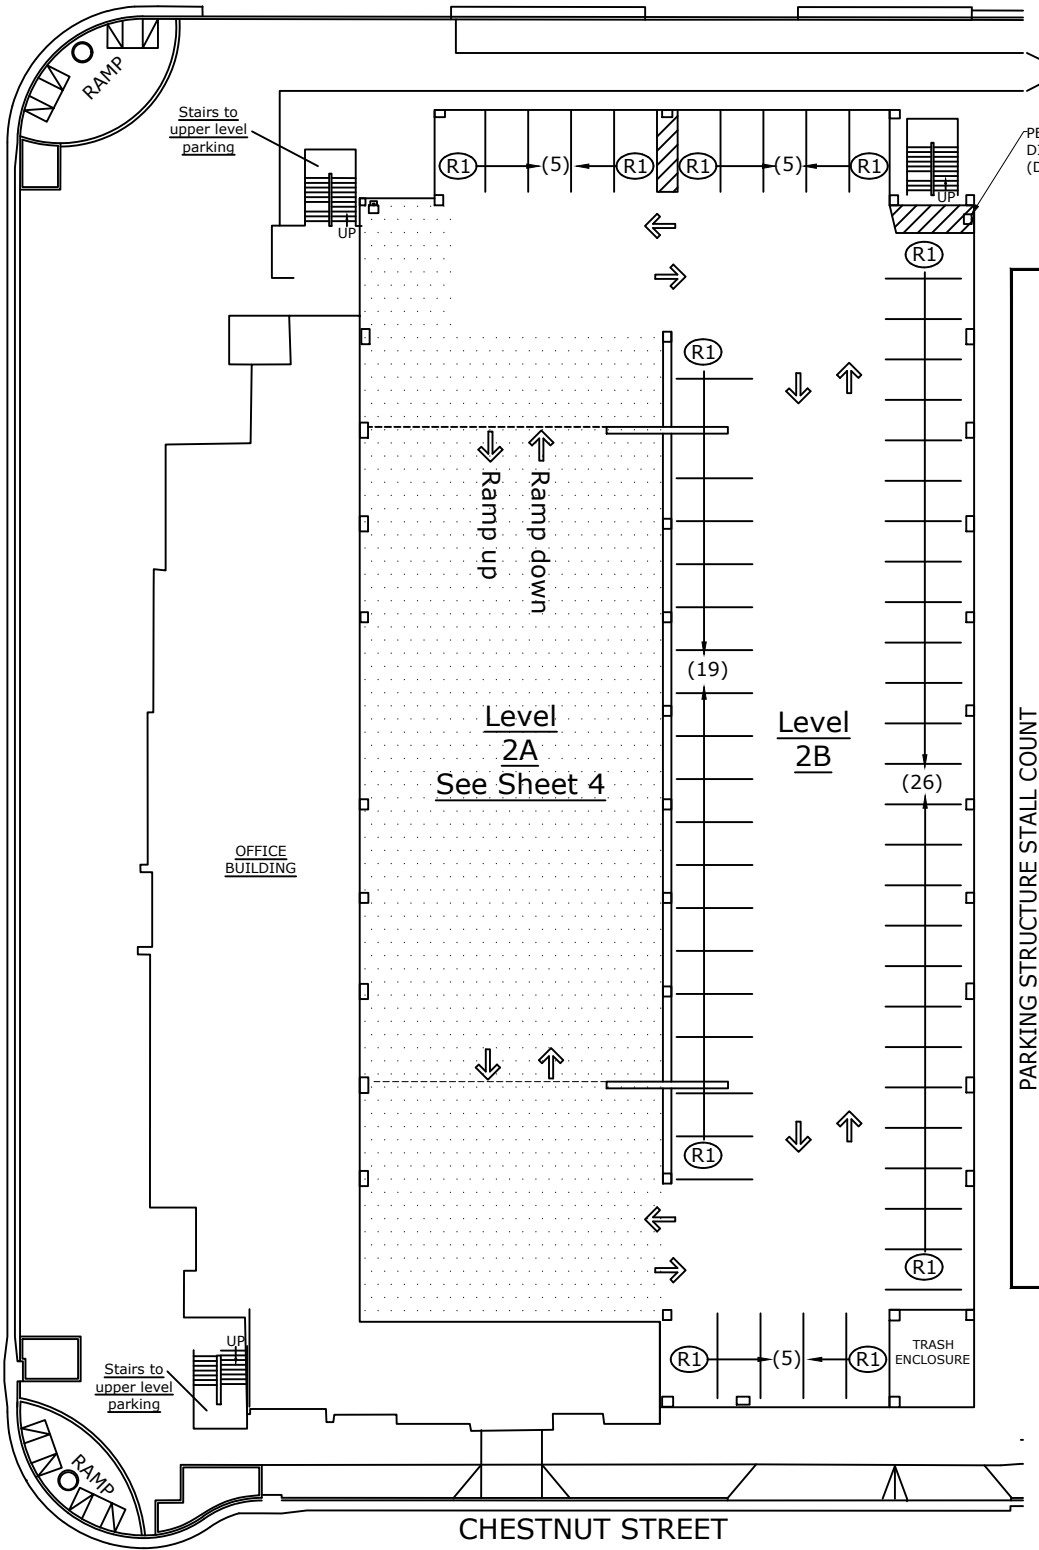 RAMP
Stairs to
upper level
parking
UP
R1
(5)
R1
R1
(5)
R1
UP
R1
R1
Ramp up
Ramp down
(19)
Level
2A
See Sheet 4
Level
2B
(26)
OFFICE
BUILDING
PARKING STRUCTURE STALL COUNT
R1
R1
UP
Stairs to
upper level
parking
R1
(5)
R1
TRASH
ENCLOSURE
RAMP
CHESTNUT STREET